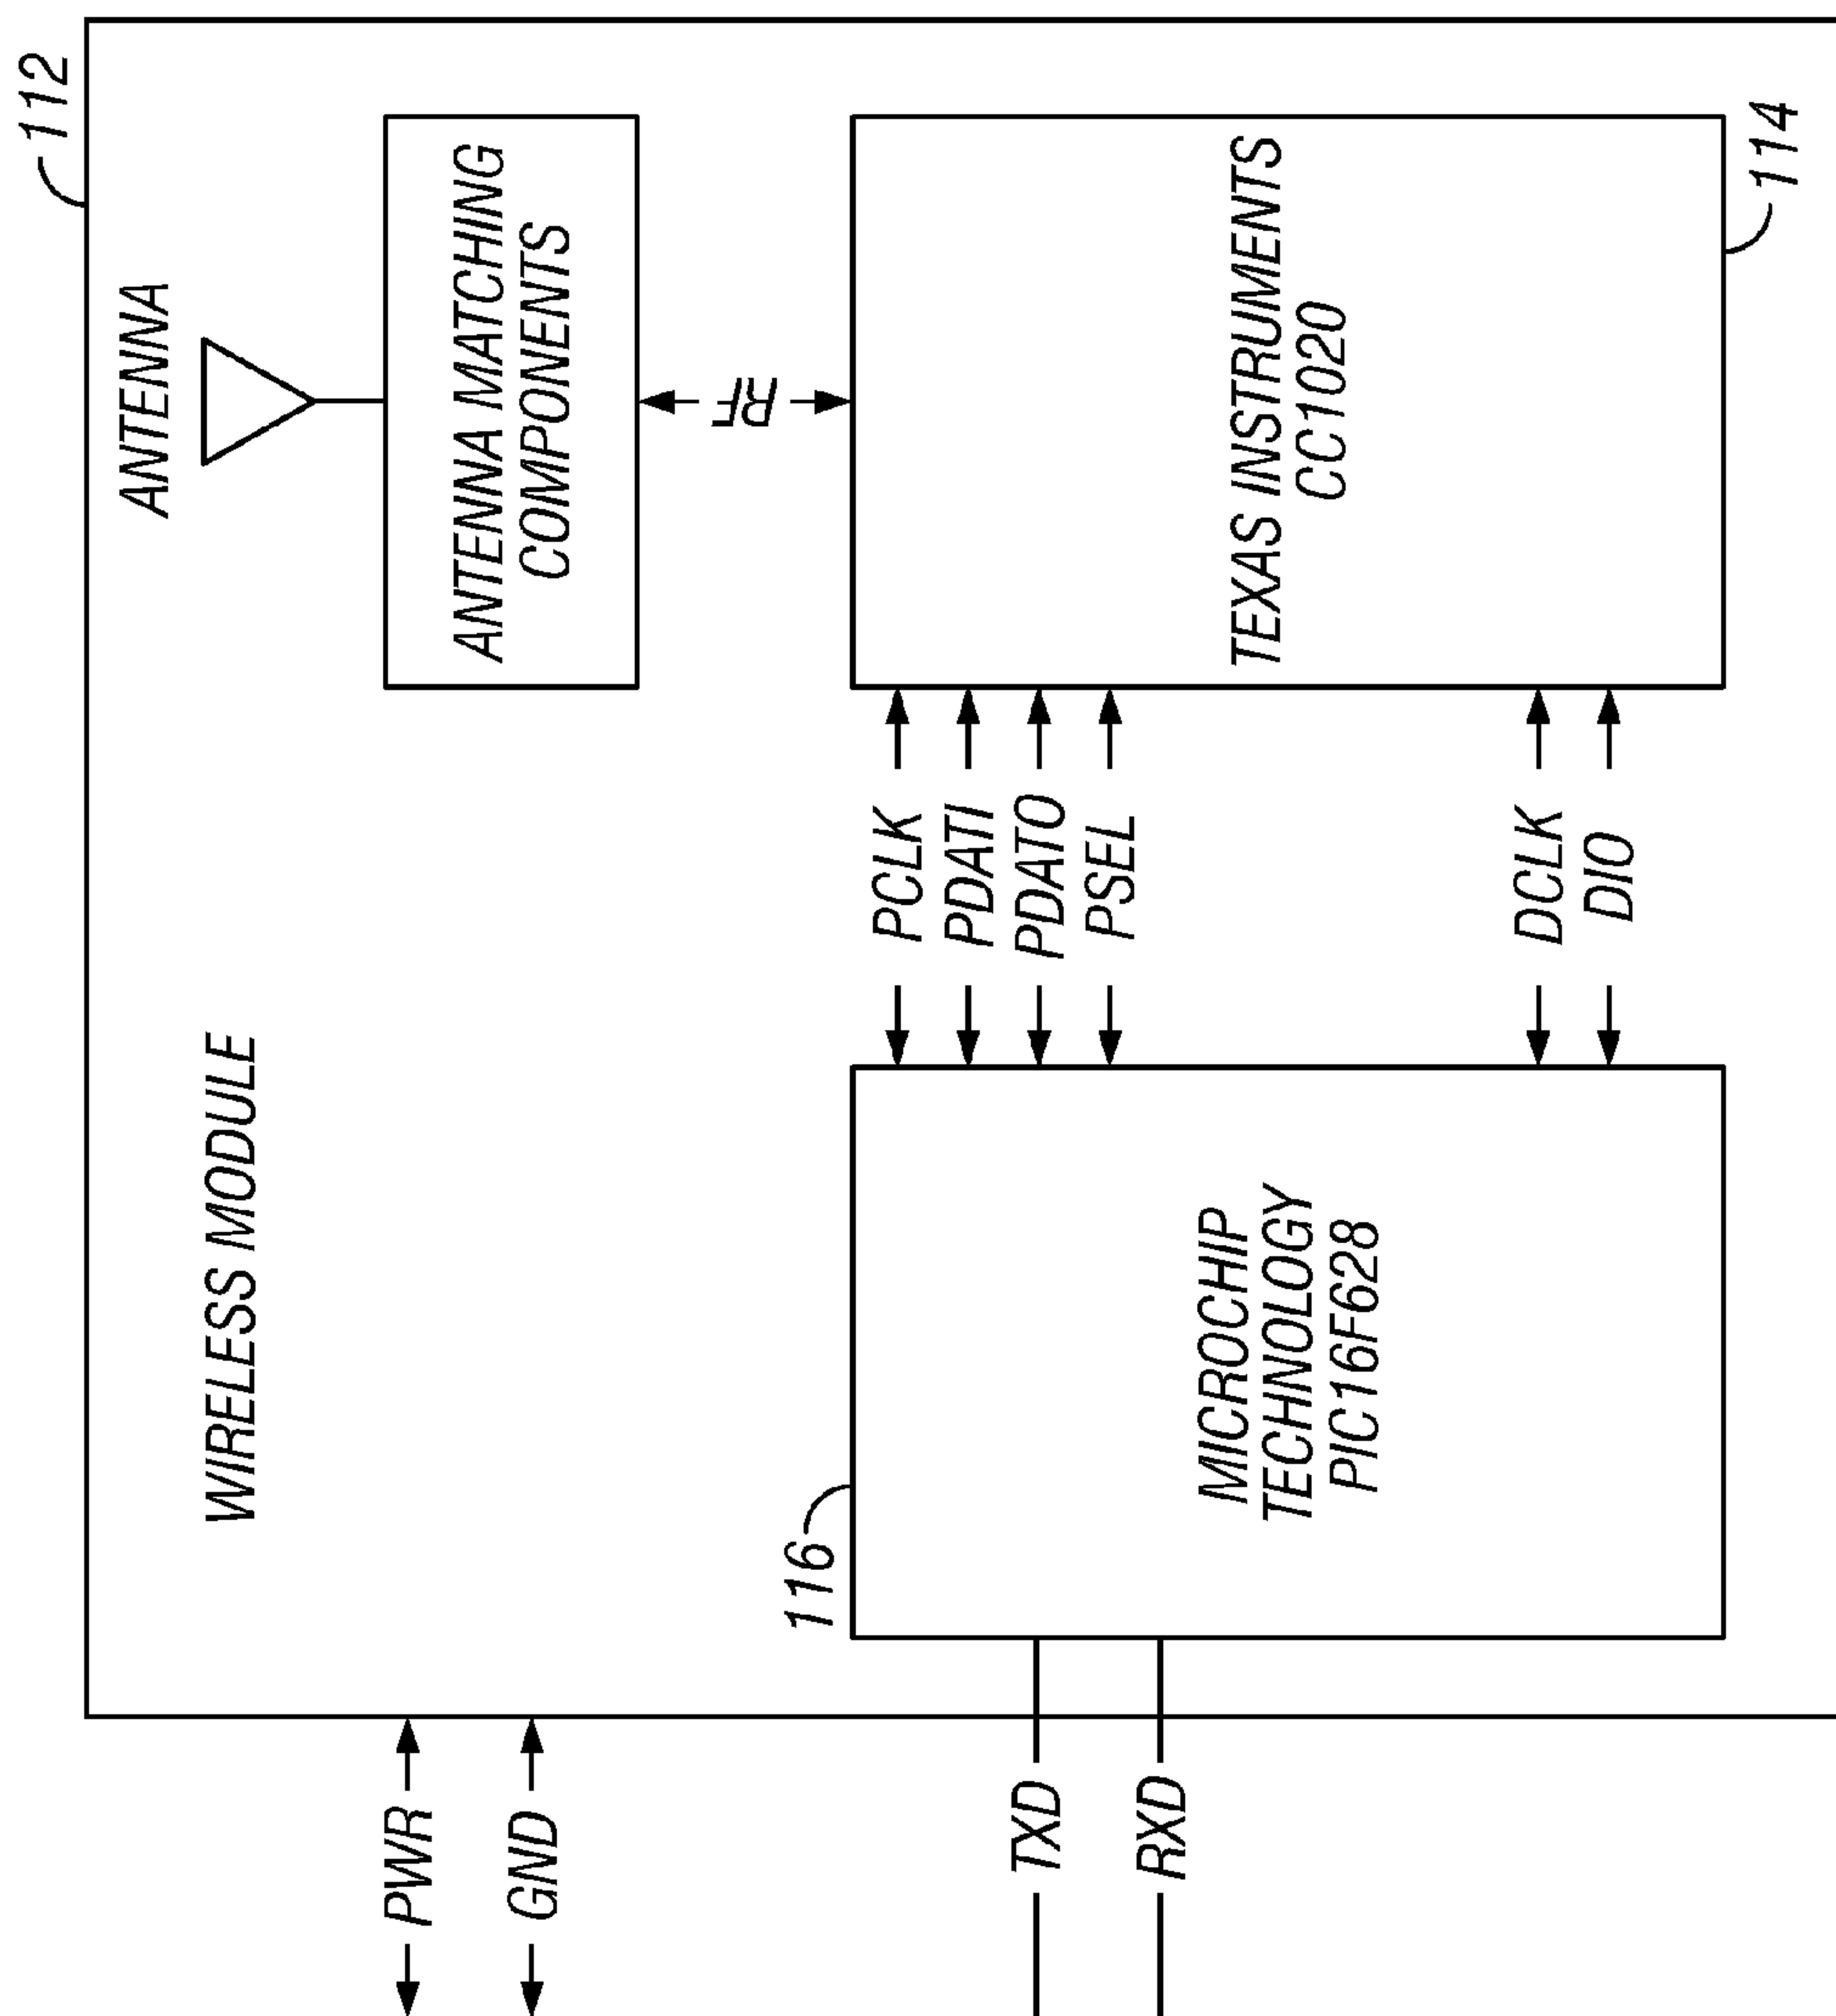 112
ANTENNA
WIRELESS MODULE
PWR
GND
ANTENNA MATCHING
COMPONENTS
RF
116
TXD
RXD
MICROCHIP
TECHNOLOGY
PIC16F628
PCLK
PDATI
PDATO
PSEL
DCLK
DIO
TEXAS INSTRUMENTS
CC1020
114